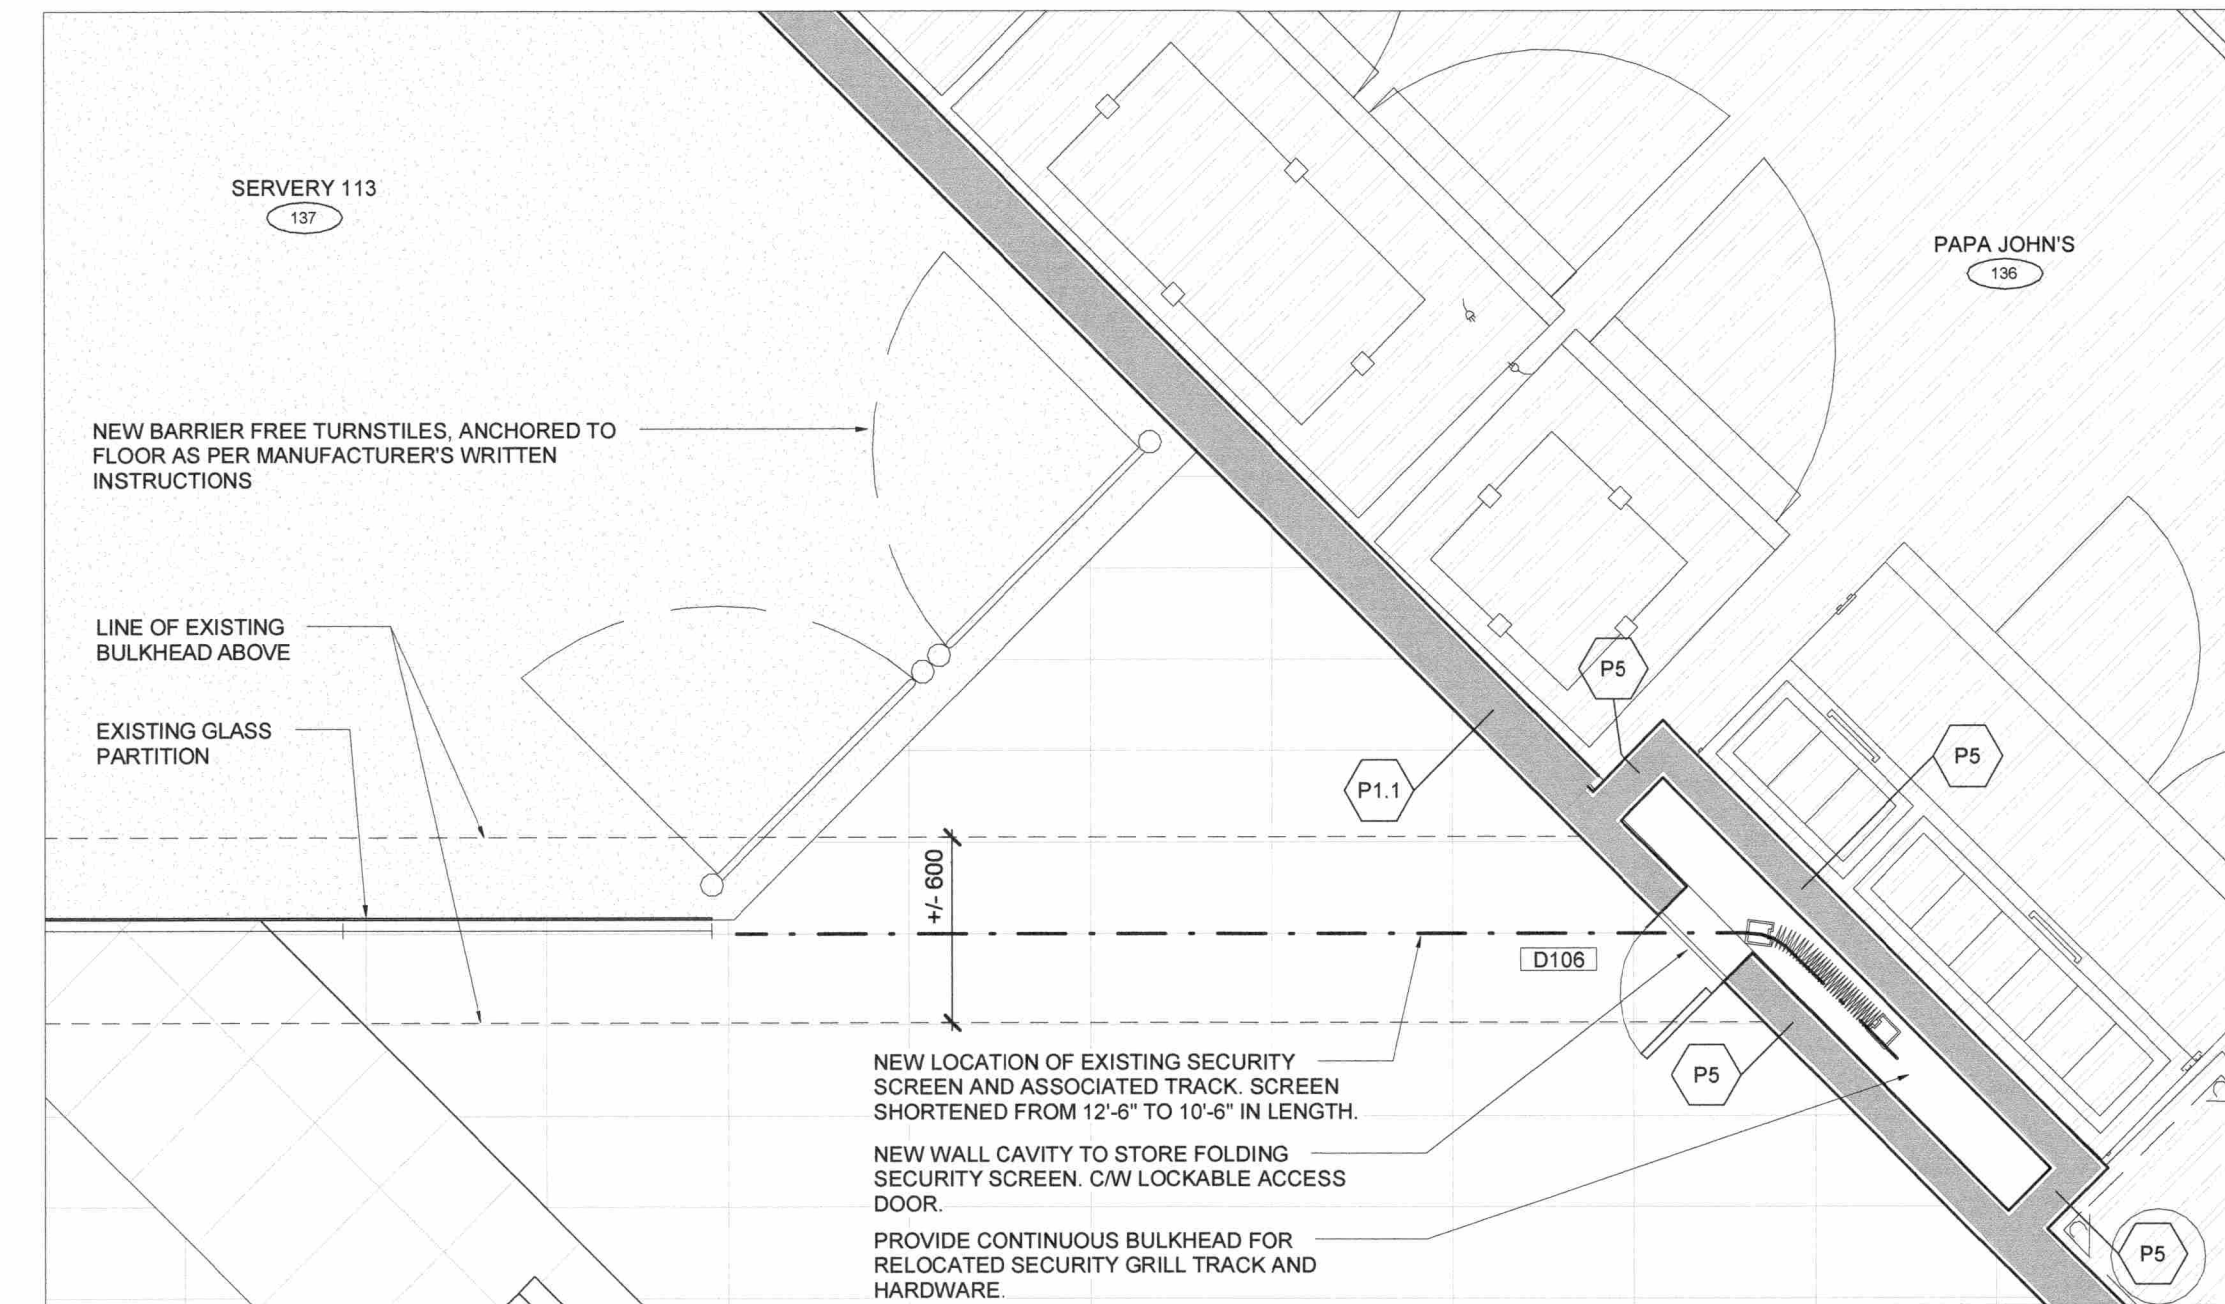 SERVERY 113
137
PAPA JOHN'S
136
NEW BARRIER FREE TURNSTILES, ANCHORED TO
FLOOR AS PER MANUFACTURER'S WRITTEN
INSTRUCTIONS
LINE OF EXISTING
BULKHEAD ABOVE
EXISTING GLASS
PARTITION
P5
P5
P1.1
+/- 600
D106
P5
NEW LOCATION OF EXISTING SECURITY
SCREEN AND ASSOCIATED TRACK. SCREEN
SHORTENED FROM 12'-6" TO 10'-6" IN LENGTH.
NEW WALL CAVITY TO STORE FOLDING
SECURITY SCREEN. C/W LOCKABLE ACCESS
DOOR.
PROVIDE CONTINUOUS BULKHEAD FOR
RELOCATED SECURITY GRILL TRACK AND
HARDWARE.
P5